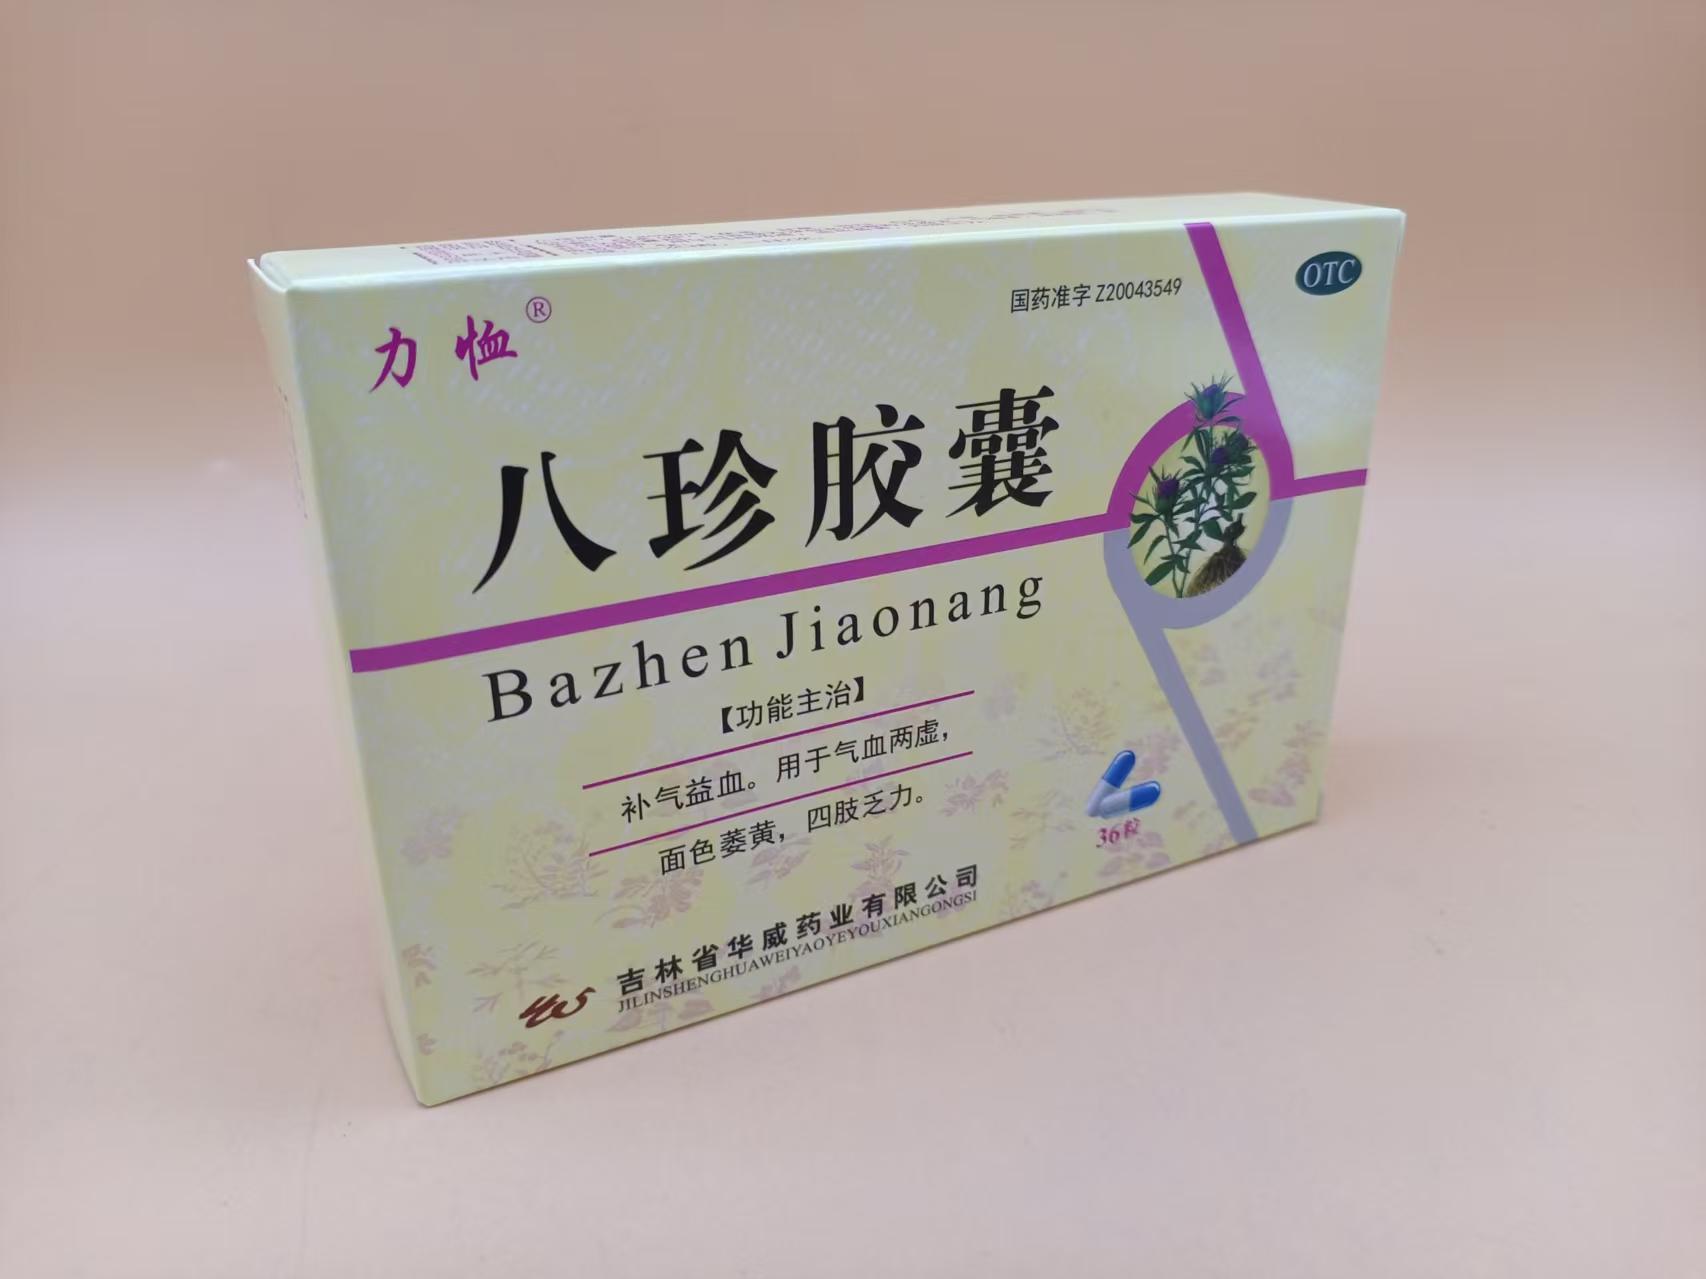 力恤®
国药准字 Z20043549
OTC
八珍胶囊
Bazhen Jiaonang
【功能主治】
补气益血。用于气血两虚，
面色萎黄，四肢乏力。
36粒
吉林省华威药业有限公司
JILINSHENGHUAWEIYAOYEYOUXIANGONGSI